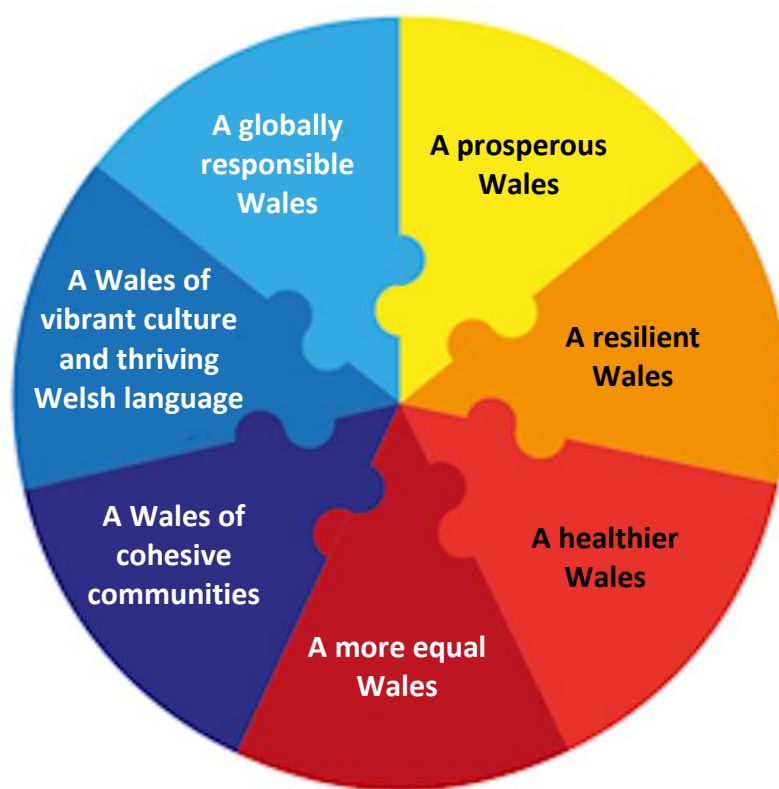 A prosperous
Wales
A resilient
Wales
A healthier
Wales
A more equal
Wales
A Wales of
cohesive
communities
A Wales of
vibrant culture
and thriving
Welsh language
A globally
responsible
Wales